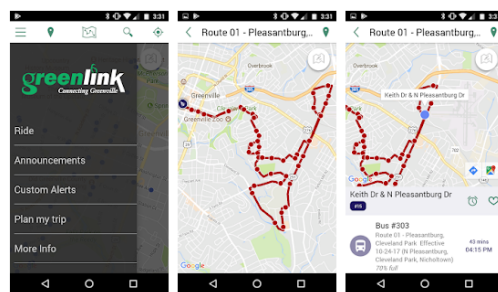 3:31
greenlink
Connecting Greenville
Ride
Announcements
Custom Alerts
Plan my trip
More Info
3:31
Route 01 - Pleasantburg,..
Overbrook
Greenville
Greenville Zoo
Google
3:31
Route 01 - Pleasantburg,..
Overbrook
Keith Dr & N Pleasantburg Dr
Google
Keith Dr & N Pleasantburg Dr
Bus #303
Route 01 - Pleasantburg,
Cleveland Park Effective
10-24-17 (N Pleasantburg,
Cleveland Park, Nicholtown)
70% full
43 mins
04:15 PM